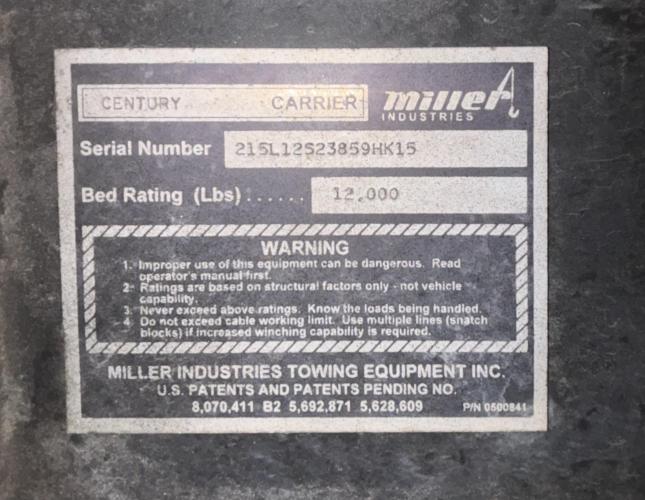 CENTURY CARRIER
miller
INDUSTRIES
Serial Number 215L12523859HK15
Bed Rating (Lbs)...... 12,000
WARNING
1. Improper use of this equipment can be dangerous. Read
operator's manual first.
2. Ratings are based on structural factors only - not vehicle
capability.
3. Never exceed above ratings. Know the loads being handled.
4 Do not exceed cable working limit. Use multiple lines (snatch
blocks) if increased winching capability is required.
MILLER INDUSTRIES TOWING EQUIPMENT INC.
U.S. PATENTS AND PATENTS PENDING NO.
8,070,411 B2 5,692,871 5,628,609 P/N 0500841